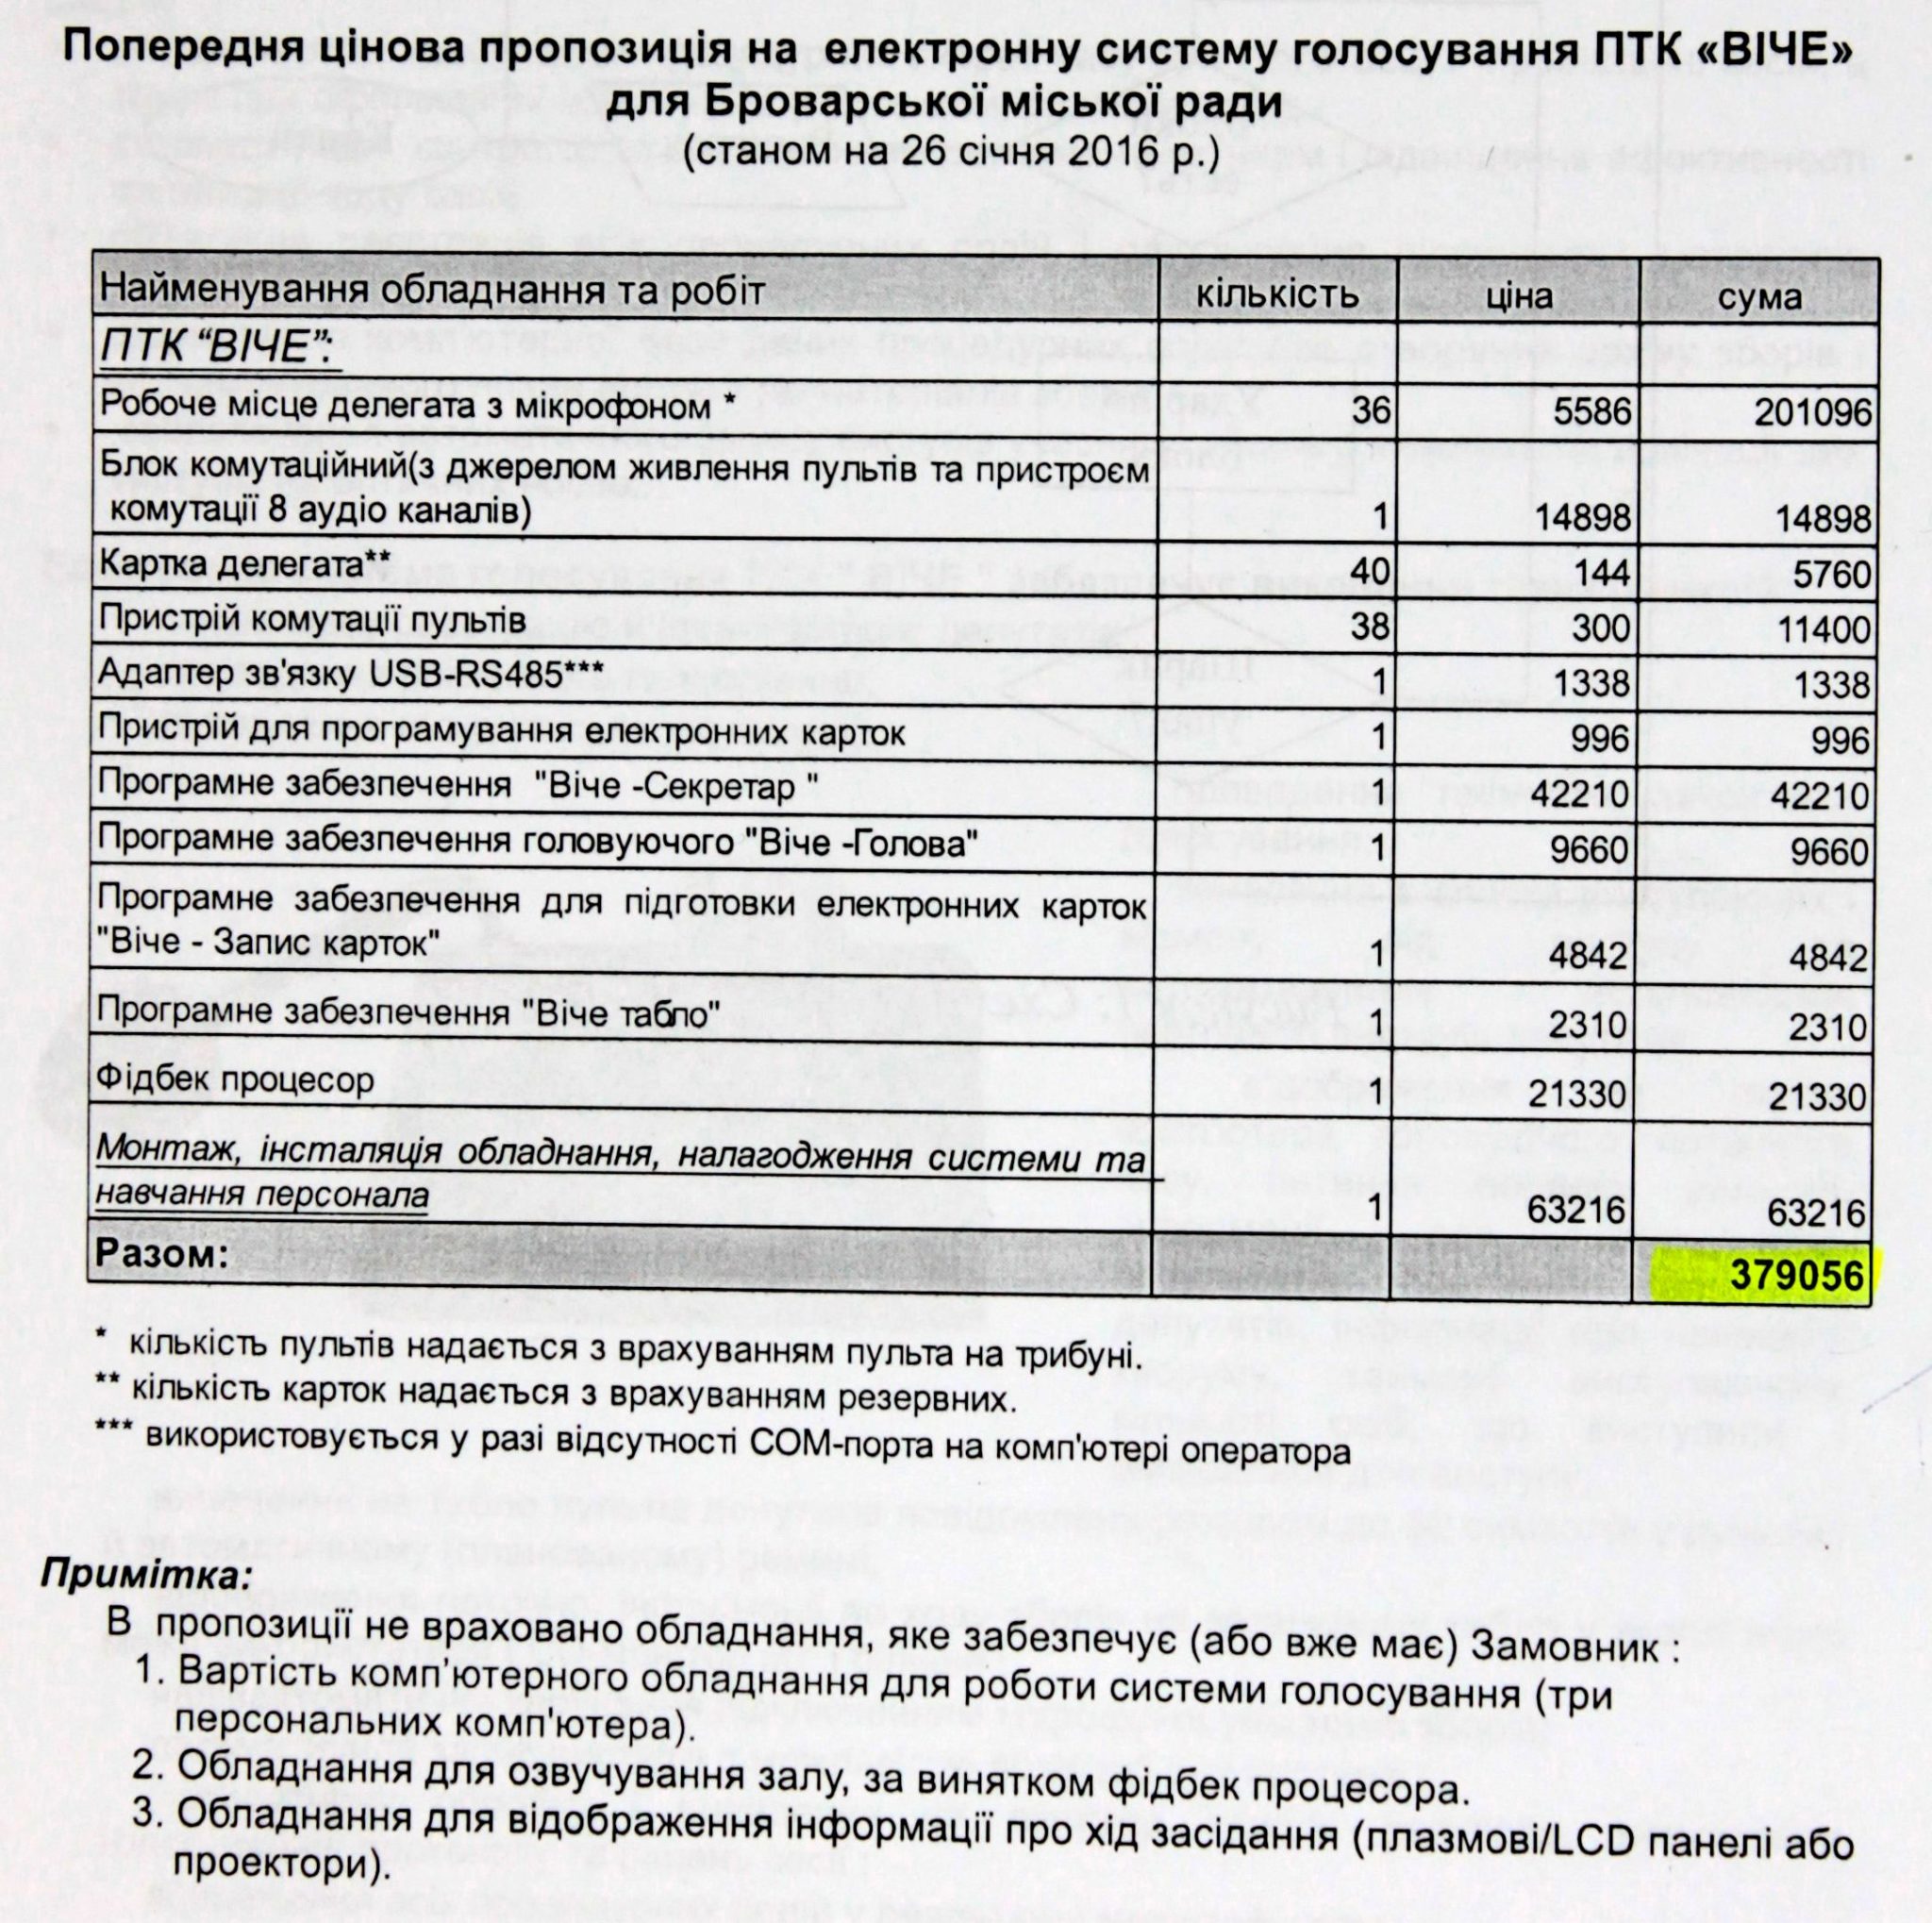 Попередня цінова пропозиція на електронну систему голосування ПТК «ВІЧЕ»
для Броварської міської ради
(станом на 26 січня 2016 р.)
Найменування обладнання та робіт кількість ціна сума
ПТК “ВІЧЕ”:
Робоче місце делегата з мікрофоном * 36 5586 201096
Блок комутаційний(з джерелом живлення пультів та пристроєм
комутації 8 аудіо каналів) 1 14898 14898
Картка делегата** 40 144 5760
Пристрій комутації пультів 38 300 11400
Адаптер зв'язку USB-RS485*** 1 1338 1338
Пристрій для програмування електронних карток 1 996 996
Програмне забезпечення "Віче -Секретар " 1 42210 42210
Програмне забезпечення головуючого "Віче -Голова" 1 9660 9660
Програмне забезпечення для підготовки електронних карток
"Віче - Запис карток" 1 4842 4842
Програмне забезпечення "Віче табло" 1 2310 2310
Фідбек процесор 1 21330 21330
Монтаж, інсталяція обладнання, налагодження системи та
навчання персонала 1 63216 63216
Разом: 379056
* кількість пультів надається з врахуванням пульта на трибуні.
** кількість карток надається з врахуванням резервних.
*** використовується у разі відсутності COM-порта на комп'ютері оператора
Примітка:
В пропозиції не враховано обладнання, яке забезпечує (або вже має) Замовник :
1. Вартість комп'ютерного обладнання для роботи системи голосування (три
персональних комп'ютера).
2. Обладнання для озвучування залу, за винятком фідбек процесора.
3. Обладнання для відображення інформації про хід засідання (плазмові/LCD панелі або
проектори).